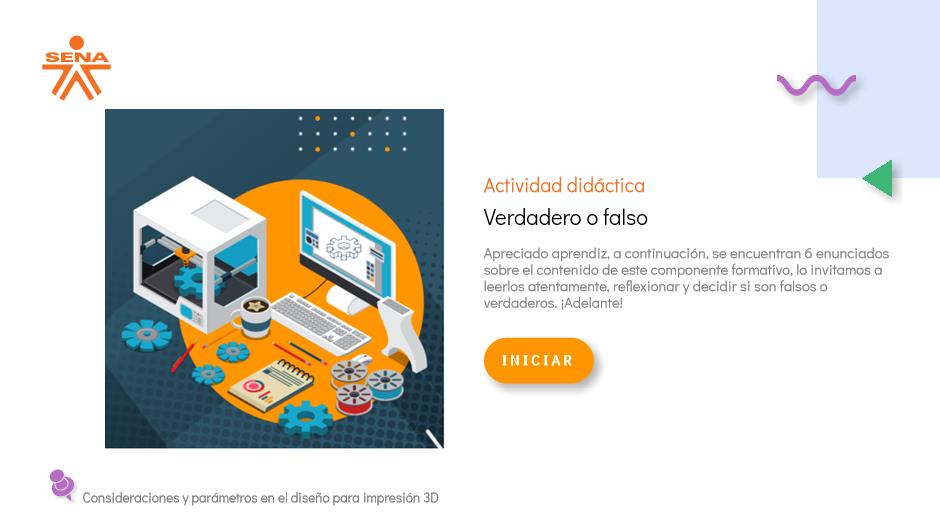 SENA
Actividad didáctica
Verdadero o falso
Apreciado aprendiz, a continuación, se encuentran 6 enunciados
sobre el contenido de este componente formativo, lo invitamos a
leerlos atentamente, reflexionar y decidir si son falsos o
verdaderos. ¡Adelante!
INICIAR
Consideraciones y parámetros en el diseño para impresión 3D